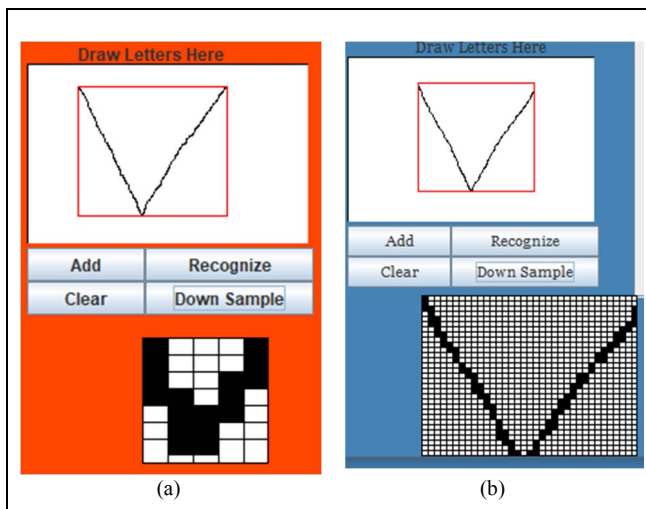 Draw Letters Here
Add Recognize
Clear Down Sample
(a)
Draw Letters Here
Add Recognize
Clear Down Sample
(b)